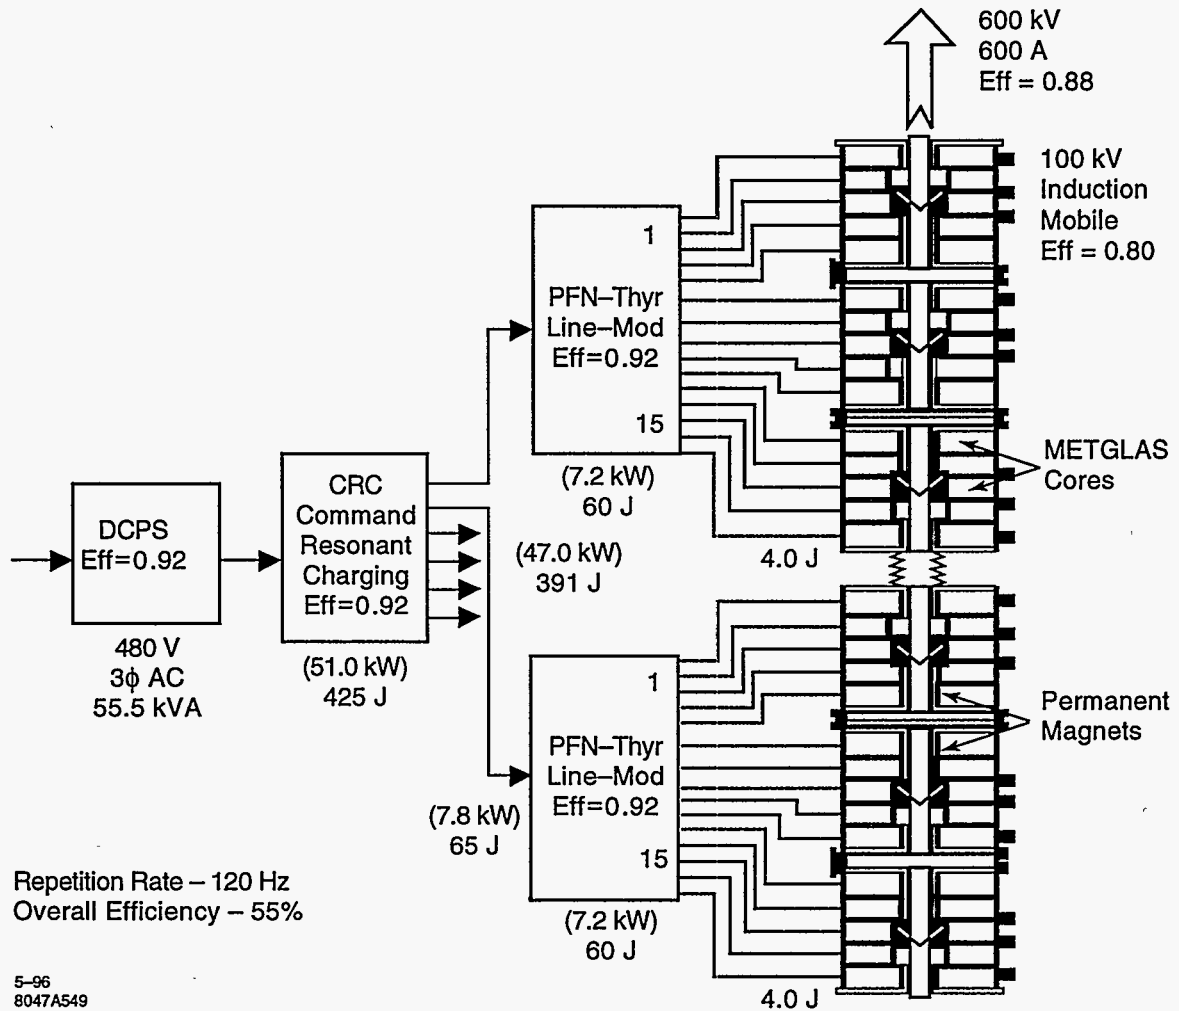 600 kV
600 A
Eff = 0.88
100 kV
Induction
Mobile
Eff = 0.80
1
PFN–Thyr
Line–Mod
Eff=0.92
15
(7.2 kW)
60 J
METGLAS
Cores
CRC
Command
Resonant
Charging
Eff=0.92
(51.0 kW)
425 J
DCPS
Eff=0.92
480 V
3ϕ AC
55.5 kVA
(47.0 kW)
391 J
4.0 J
1
PFN–Thyr
Line–Mod
Eff=0.92
15
(7.8 kW)
65 J
(7.2 kW)
60 J
4.0 J
Permanent
Magnets
Repetition Rate – 120 Hz
Overall Efficiency – 55%
5–96
8047A549